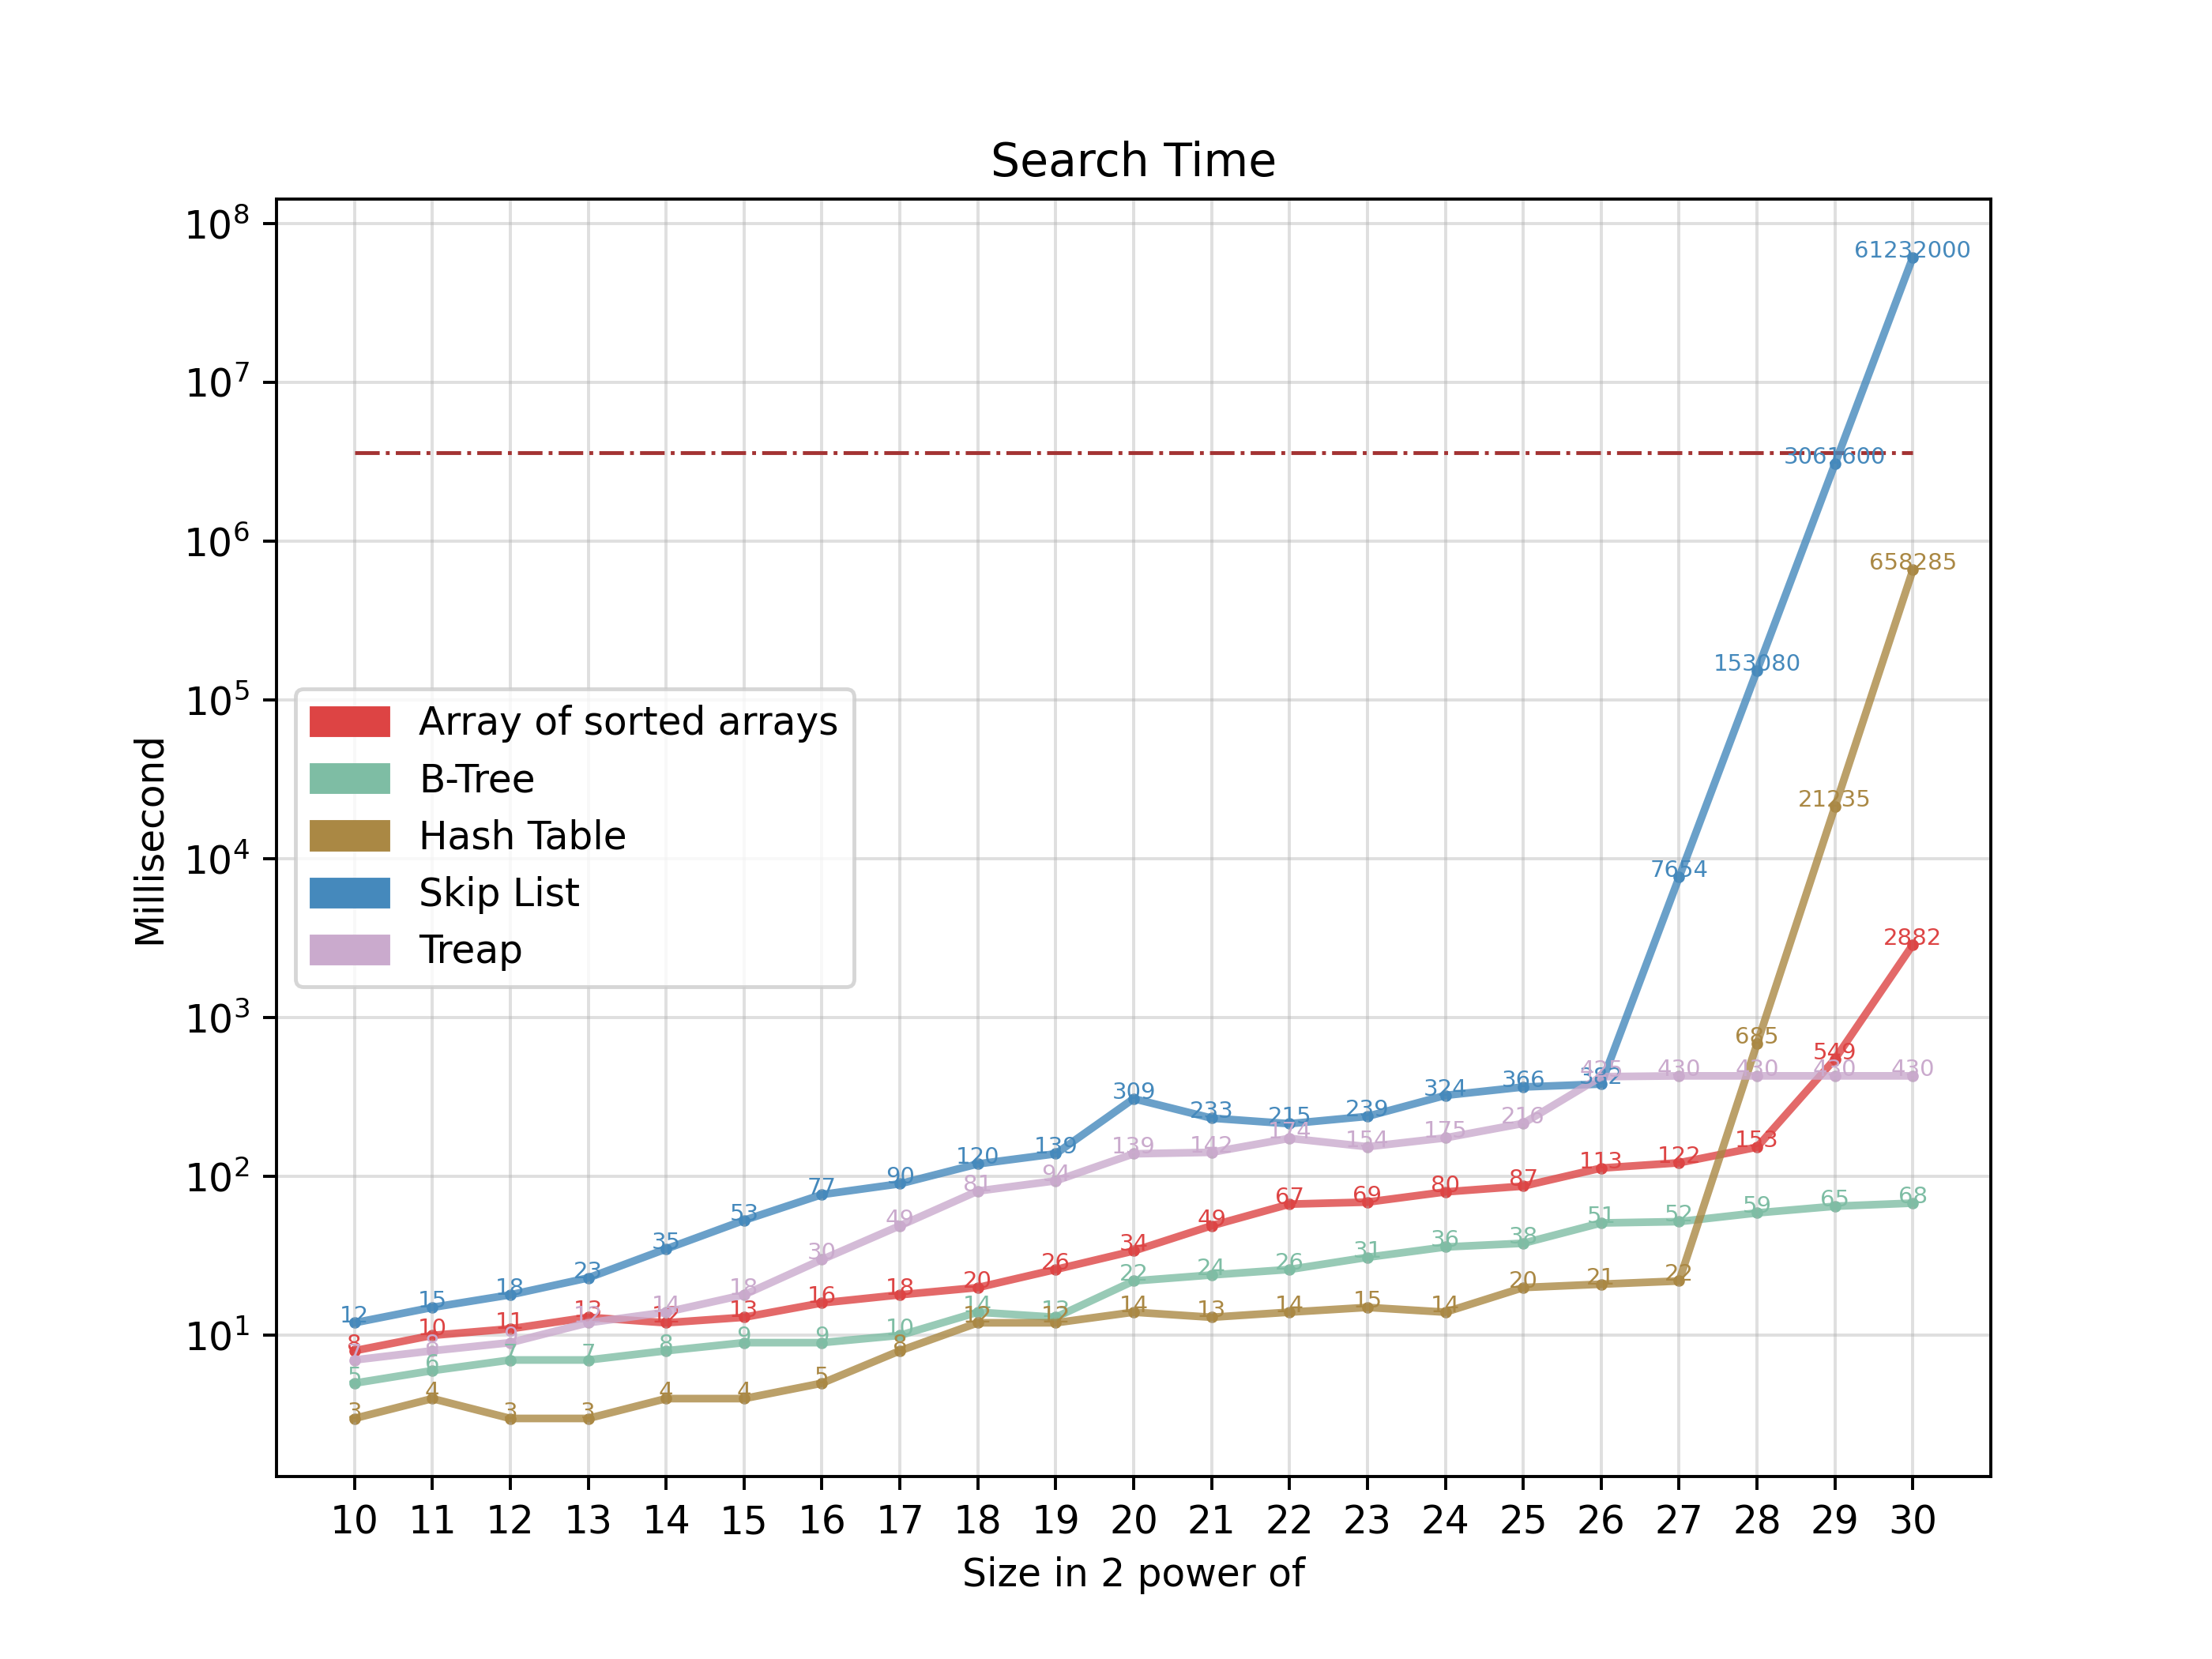 Search Time
Millisecond
10^8
10^7
10^6
10^5
10^4
10^3
10^2
10^1
Array of sorted arrays
B-Tree
Hash Table
Skip List
Treap
61232000
3061600
658285
153080
21235
7654
2882
685
549
12 15 18 23 35 53 77 90 120 139 309 233 215 239 324 366 382
14 18 30 49 81 94 139 142 174 154 175 216 425 430 430 430 430
8 10 11 13 12 13 16 18 20 26 34 49 67 69 80 87 113 122 153
5 6 7 7 8 9 9 10 14 13 22 24 26 31 36 38 51 52 59 65 68
3 4 3 3 4 4 5 8 12 12 14 13 14 15 14 20 21 22
10 11 12 13 14 15 16 17 18 19 20 21 22 23 24 25 26 27 28 29 30
Size in 2 power of